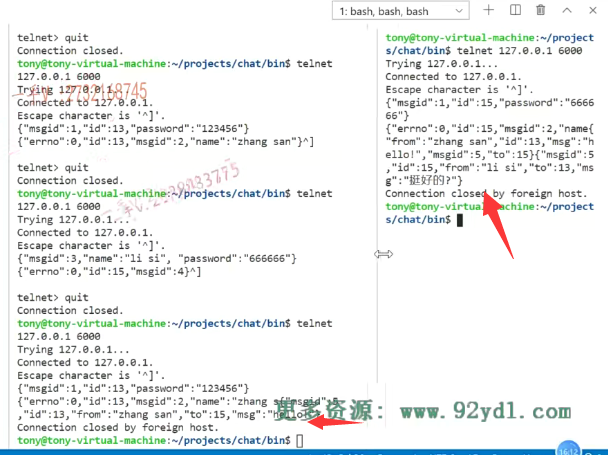 1: bash, bash, bash
telnet> quit
Connection closed.
tony@tony-virtual-machine:~/projects/chat/bin$ telnet
127.0.0.1 6000
Trying 127.0.0.1...
Connected to 127.0.0.1.
Escape character is '^]'.
{"msgid":1,"id":13,"password":"123456"}
{"errno":0,"id":13,"msgid":2,"name":"zhang san"}^]
telnet> quit
Connection closed.
tony@tony-virtual-machine:~/projects/chat/bin$ telnet
127.0.0.1 6000
Trying 127.0.0.1...
Connected to 127.0.0.1.
Escape character is '^]'.
{"msgid":3,"name":"li si", "password":"666666"}
{"errno":0,"id":15,"msgid":4}^]
telnet> quit
Connection closed.
tony@tony-virtual-machine:~/projects/chat/bin$ telnet
127.0.0.1 6000
Trying 127.0.0.1...
Connected to 127.0.0.1.
Escape character is '^]'.
{"msgid":1,"id":13,"password":"123456"}
{"errno":0,"id":13,"msgid":2,"name":"zhang s{"msgid":5
,"id":13,"from":"zhang san","to":15,"msg":"hello!"}
Connection closed by foreign host.
tony@tony-virtual-machine:~/projects/chat/bin$
tony@tony-virtual-machine:~/project
s/chat/bin$ telnet 127.0.0.1 6000
Trying 127.0.0.1...
Connected to 127.0.0.1.
Escape character is '^]'.
{"msgid":1,"id":15,"password":"6666
66"}
{"errno":0,"id":15,"msgid":2,"name{
"from":"zhang san","id":13,"msg":"h
ello!","msgid":5,"to":15}{"msgid":5
,"id":15,"from":"li si","to":13,"ms
g":"挺好的?"}
Connection closed by foreign host.
tony@tony-virtual-machine:~/project
s/chat/bin$
更多资源: www.92ydl.com
16:12